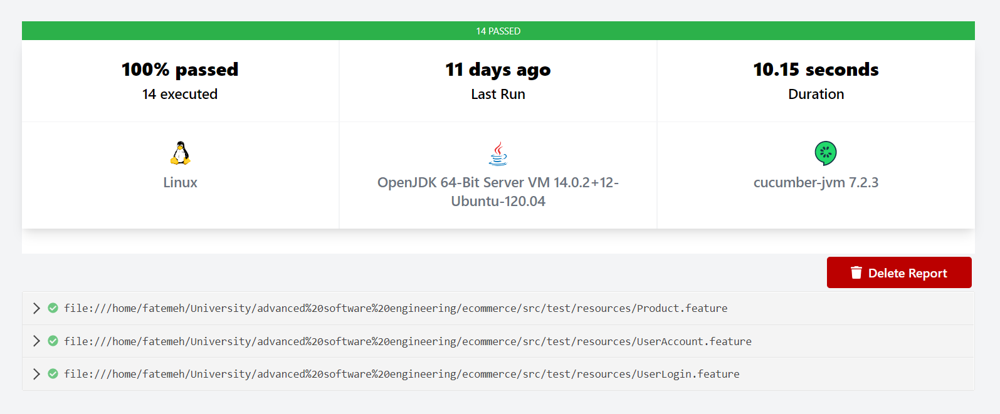 14 PASSED
100% passed
14 executed
11 days ago
Last Run
10.15 seconds
Duration
Linux
OpenJDK 64-Bit Server VM 14.0.2+12-
Ubuntu-120.04
cucumber-jvm 7.2.3
Delete Report
file:///home/fatemeh/University/advanced%20software%20engineering/ecommerce/src/test/resources/Product.feature
file:///home/fatemeh/University/advanced%20software%20engineering/ecommerce/src/test/resources/UserAccount.feature
file:///home/fatemeh/University/advanced%20software%20engineering/ecommerce/src/test/resources/UserLogin.feature